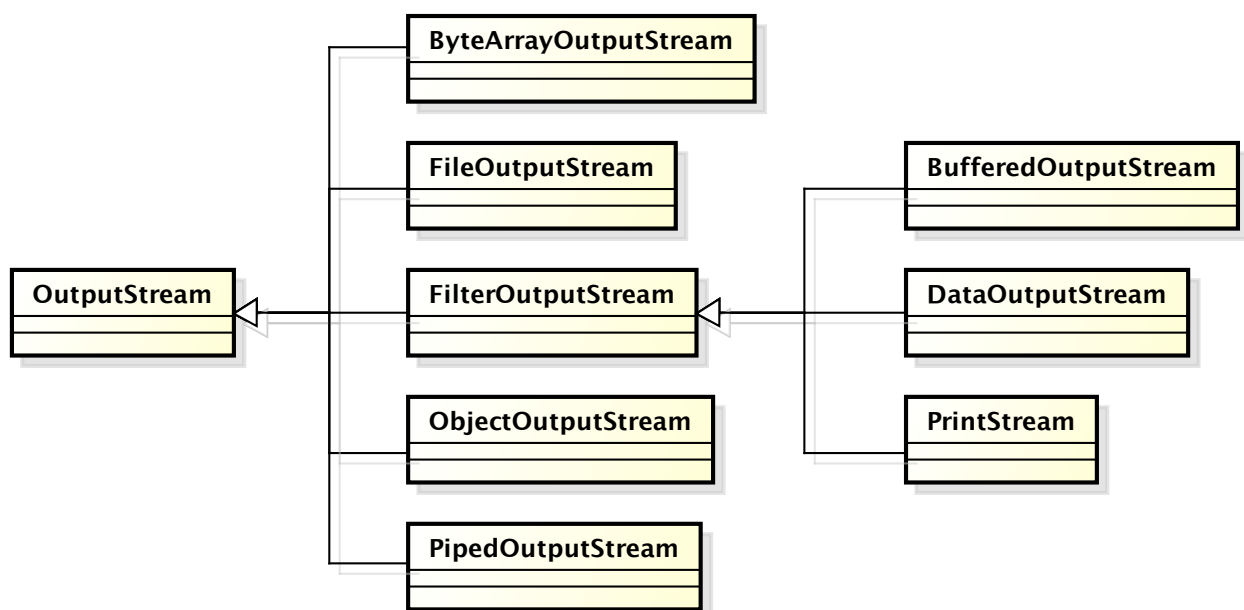 ByteArrayOutputStream
FileOutputStream
BufferedOutputStream
OutputStream
FilterOutputStream
DataOutputStream
ObjectOutputStream
PrintStream
PipedOutputStream